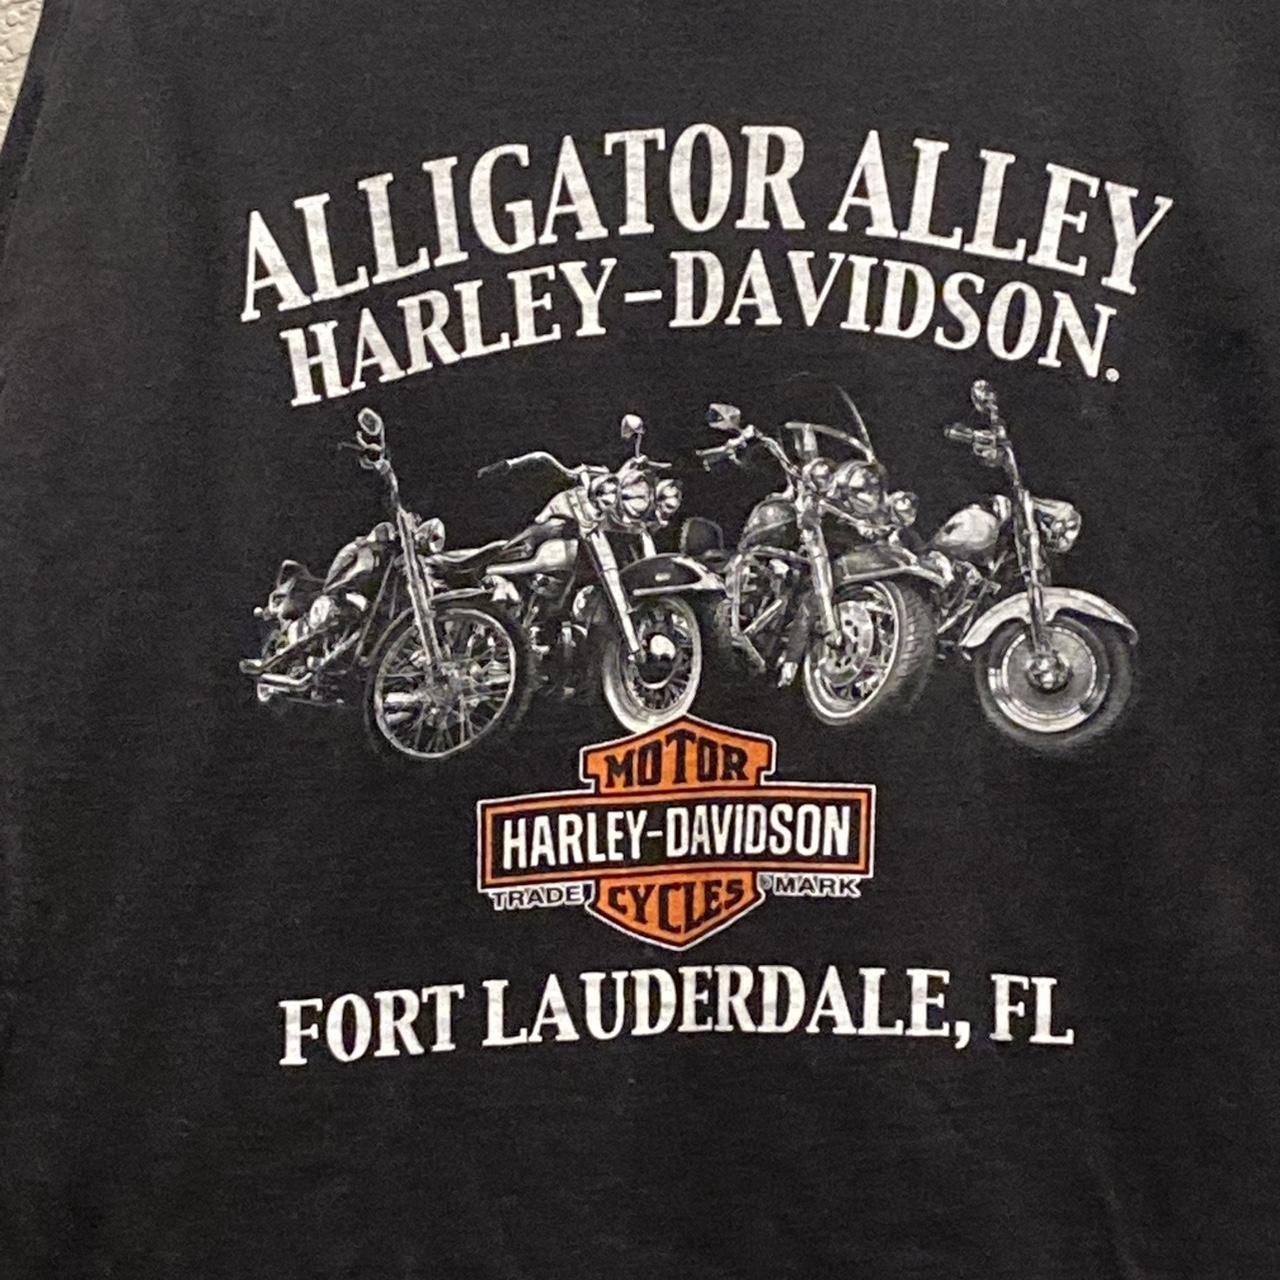 ALLIGATOR ALLEY
HARLEY-DAVIDSON®
MOTOR
HARLEY-DAVIDSON
TRADE MARK
CYCLES
FORT LAUDERDALE, FL